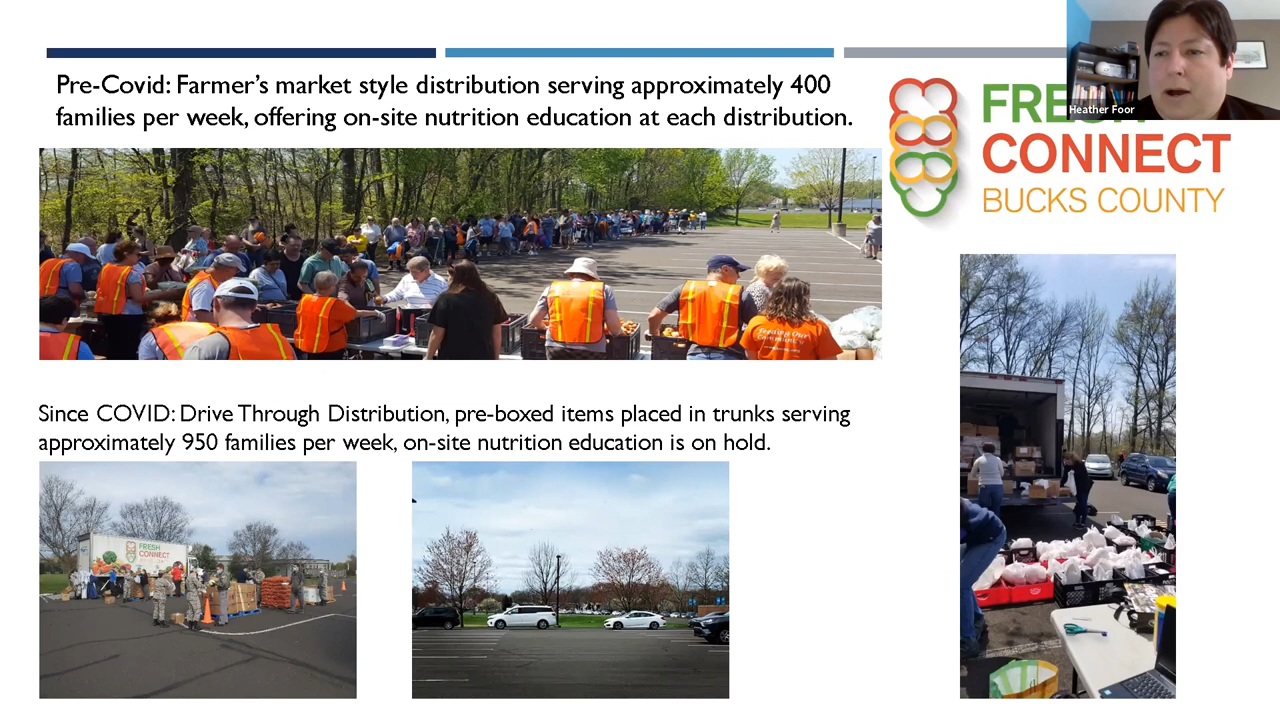 Pre-Covid: Farmer's market style distribution serving approximately 400
families per week, offering on-site nutrition education at each distribution.
Heather Foor
CONNECT
BUCKS COUNTY
Since COVID: Drive Through Distribution, pre-boxed items placed in trunks serving
approximately 950 families per week, on-site nutrition education is on hold.
FRESH
CONNECT